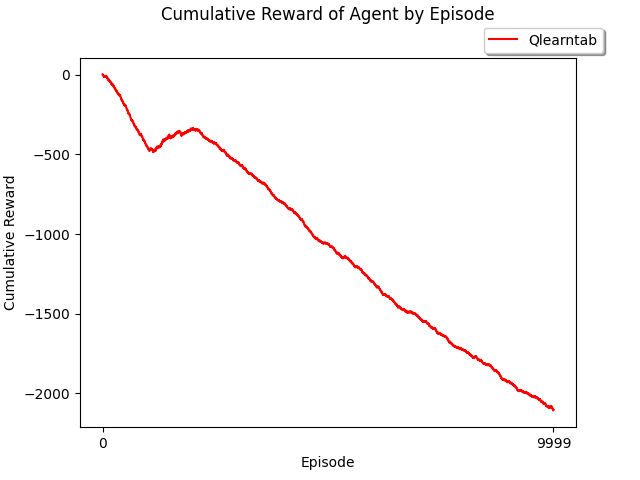 Cumulative Reward of Agent by Episode
Qlearntab
0
−500
−1000
−1500
−2000
Cumulative Reward
0
9999
Episode